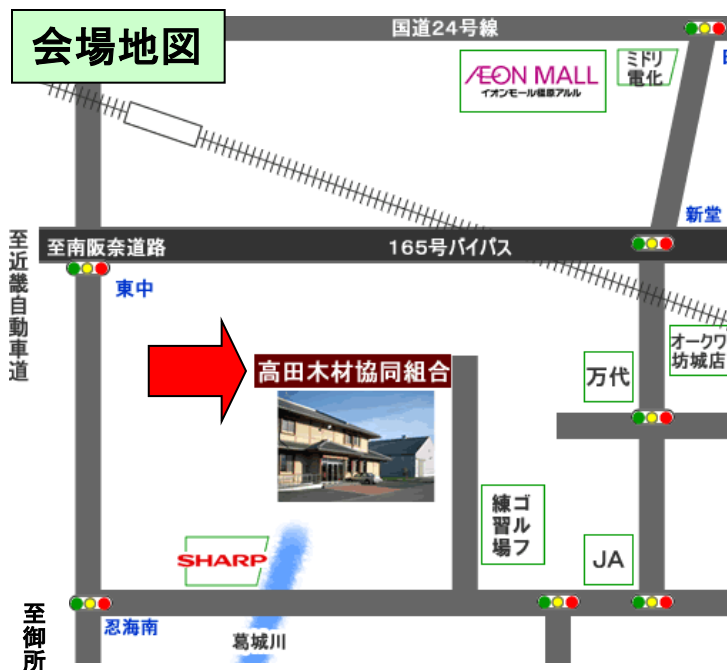 会場地図
国道24号線
ÆON MALL
イオンモール橿原アルル
ミドリ
電化
新堂
至南阪奈道路
165号バイパス
至近畿自動車道
東中
オークワ
坊城店
高田木材協同組合
万代
ゴルフ
練習場
SHARP
JA
至御所
忍海南
葛城川